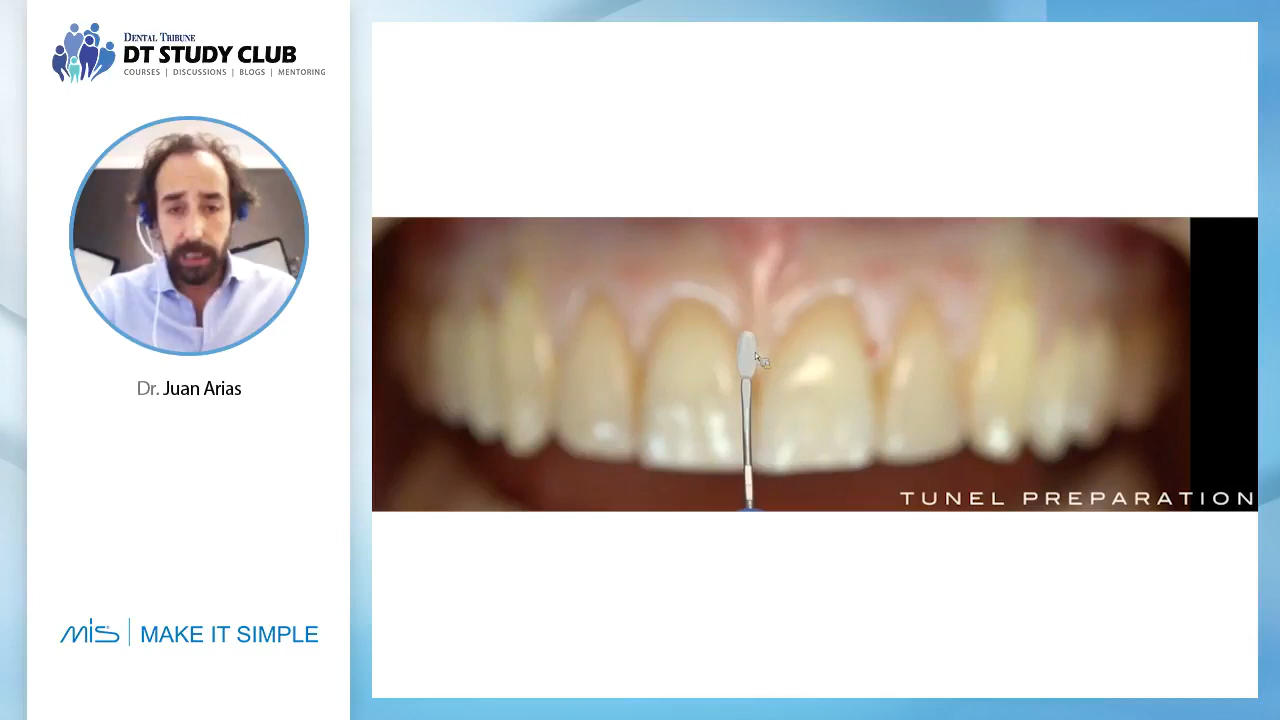 DENTAL TRIBUNE
DT STUDY CLUB
COURSES | DISCUSSIONS | BLOGS | MENTORING
Dr. Juan Arias
mis | MAKE IT SIMPLE
TUNEL PREPARATION